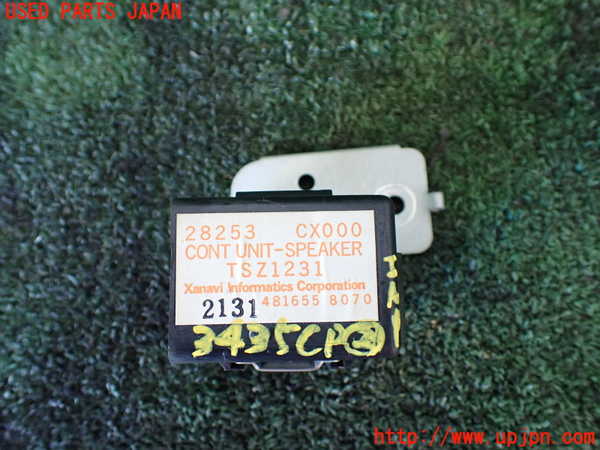 USED PARTS JAPAN
28253 CX000
CONT UNIT-SPEAKER
TSZ1231
Xanavi Informatics Corporation
2131 481655 8070
3435CP②
http://www.upjpn.com/